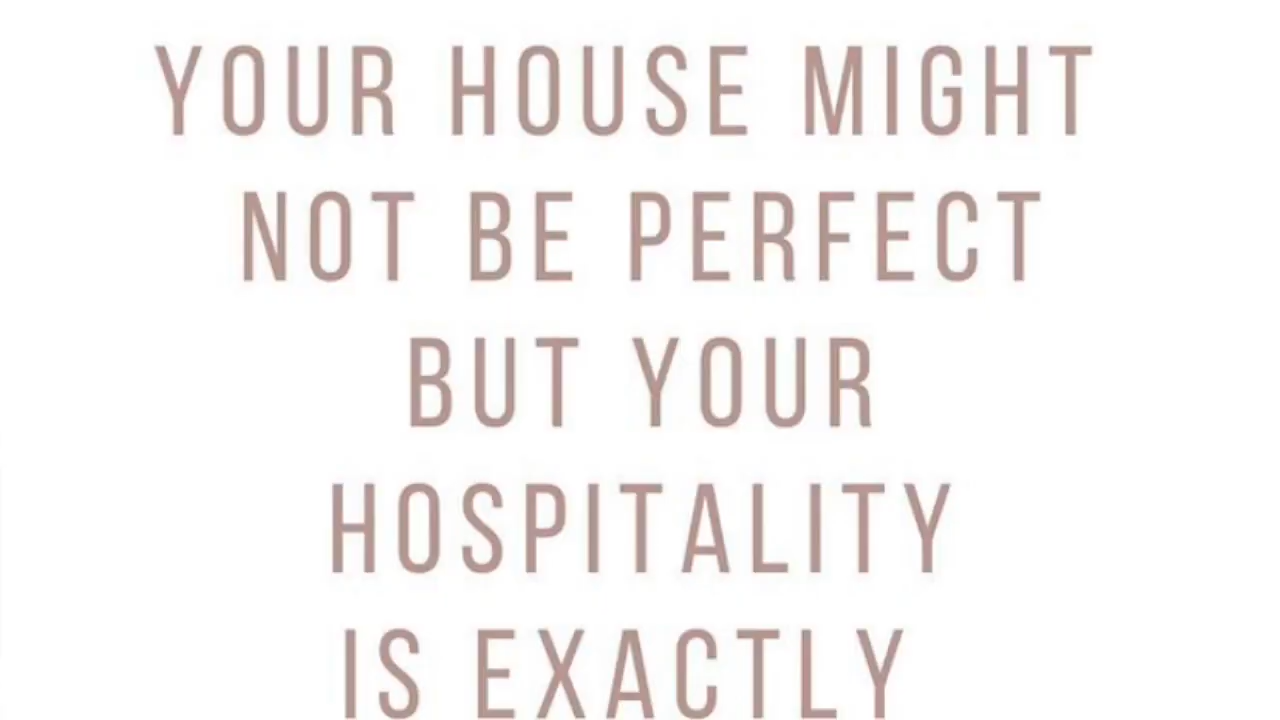 YOUR HOUSE MIGHT
NOT BE PERFECT
BUT YOUR
HOSPITALITY
IS EXACTLY